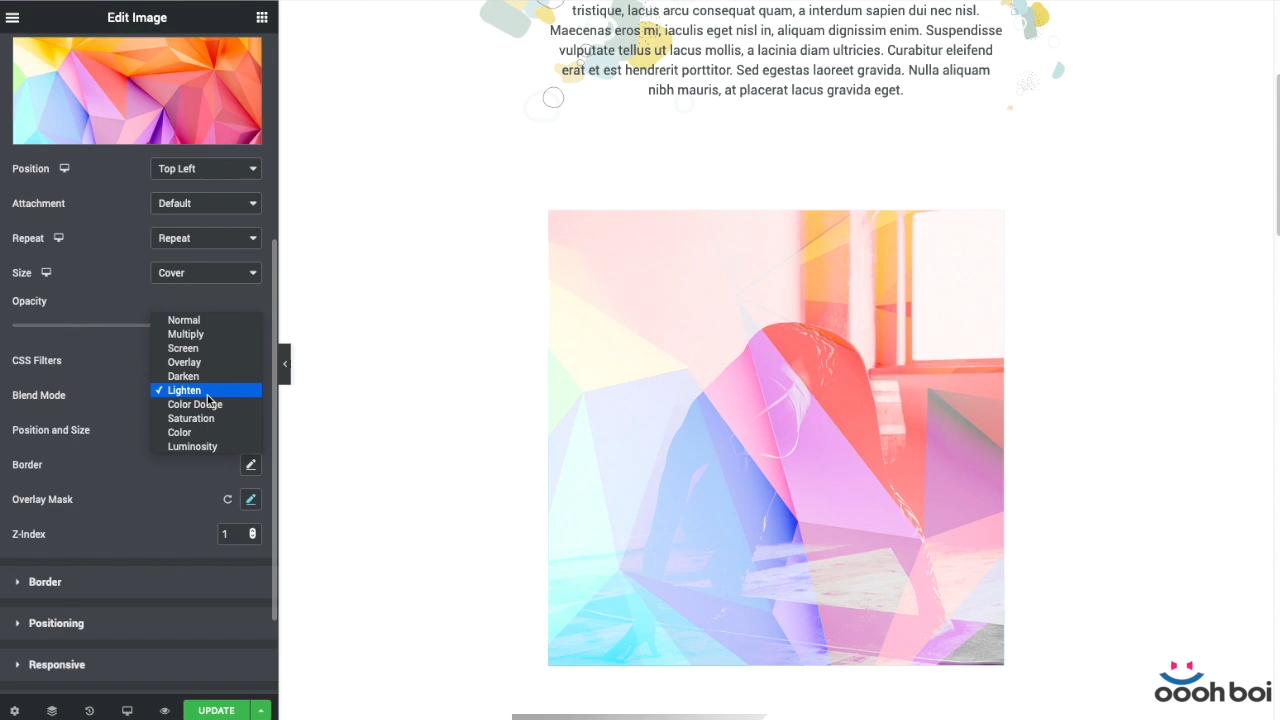 Edit Image
tristique, lacus arcu consequat quam, a interdum sapien dui nec nisl.
Maecenas eros mi, iaculis eget nisl in, aliquam dignissim enim. Suspendisse
vulputate tellus ut lacus mollis, a lacinia diam ultricies. Curabitur eleifend
erat et est hendrerit porttitor. Sed egestas laoreet gravida. Nulla aliquam
nibh mauris, at placerat lacus gravida eget.
Position Top Left
Attachment Default
Repeat Repeat
Size Cover
Opacity
CSS Filters
Blend Mode
Position and Size
Normal
Multiply
Screen
Overlay
Darken
✓ Lighten
Color Dodge
Saturation
Color
Luminosity
Border
Overlay Mask
Z-Index 1
Border
Positioning
Responsive
UPDATE
oooh boi